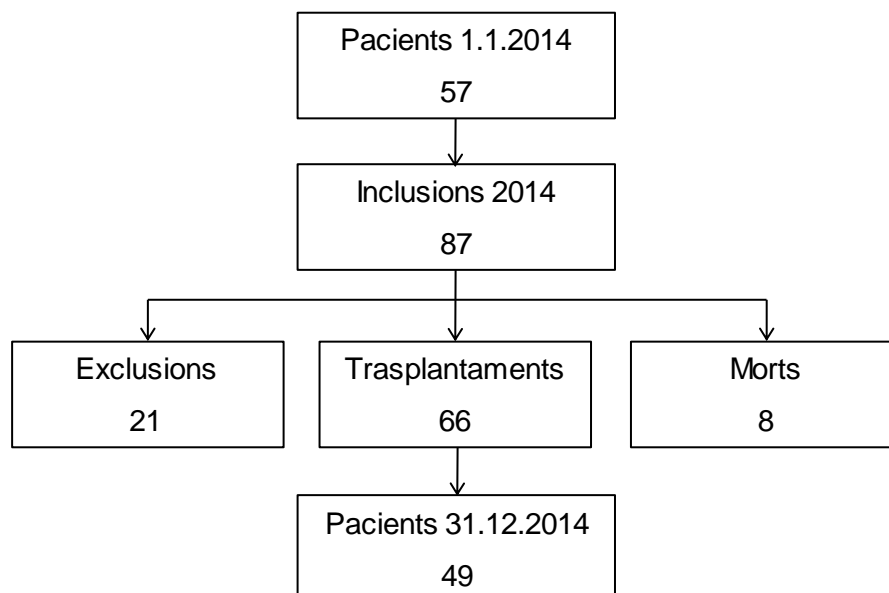 Pacients 1.1.2014
57
Inclusions 2014
87
Exclusions
21
Trasplantaments
66
Morts
8
Pacients 31.12.2014
49